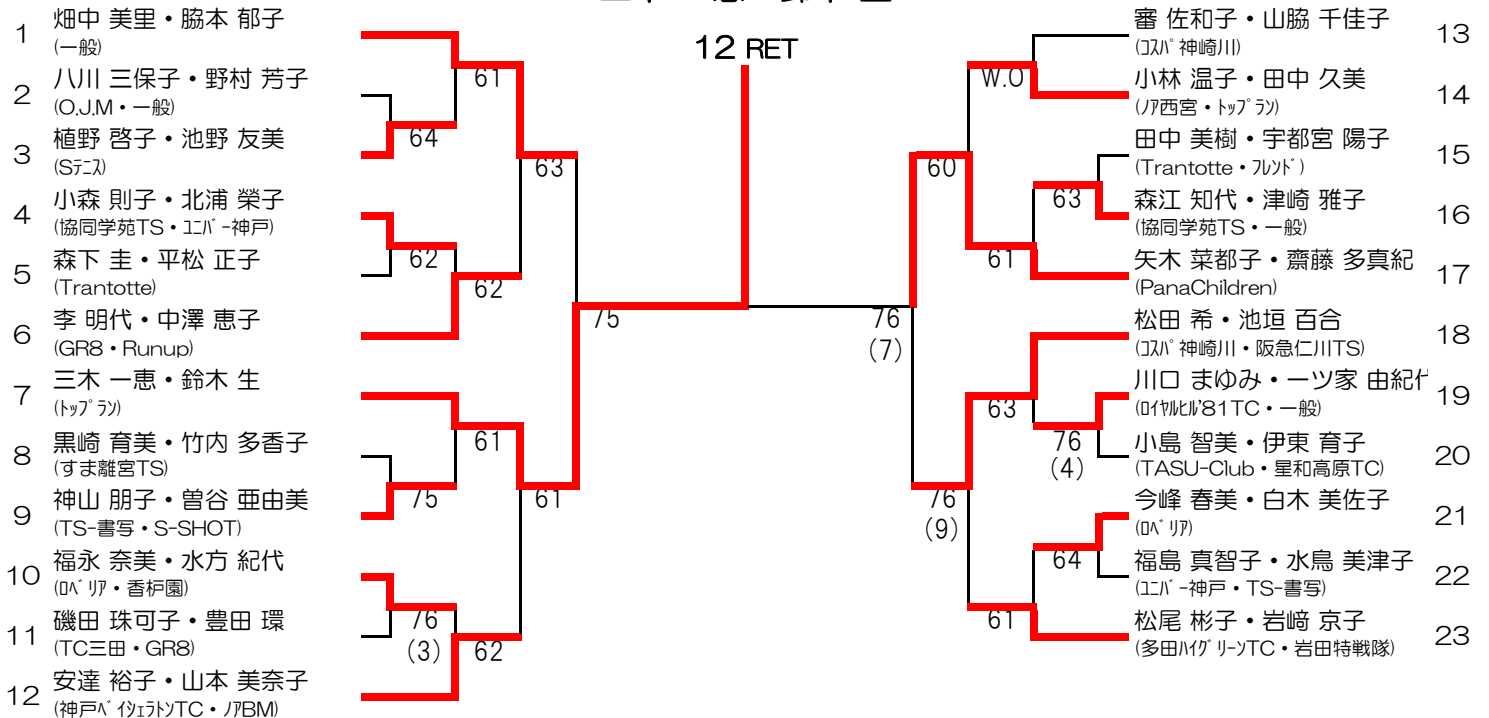 12 RET
1
畑中 美里・脇本 郁子
(一般)
2
八川 三保子・野村 芳子
(O.J.M・一般)
3
植野 啓子・池野 友美
(Sテニス)
4
小森 則子・北浦 榮子
(協同学苑TS・ユニバー神戸)
5
森下 圭・平松 正子
(Trantotte)
6
李 明代・中澤 恵子
(GR8・Runup)
7
三木 一恵・鈴木 生
(トップラン)
8
黒崎 育美・竹内 多香子
(すま離宮TS)
9
神山 朋子・曽谷 亜由美
(TS-書写・S-SHOT)
10
福永 奈美・水方 紀代
(ロベリア・香枦園)
11
磯田 珠可子・豊田 環
(TC三田・GR8)
12
安達 裕子・山本 美奈子
(神戸ベイシェラトンTC・ノアBM)
61
64
63
62
62
75
61
75
61
76
(3)
62
審 佐和子・山脇 千佳子
13
(コスパ神崎川)
小林 温子・田中 久美
14
(ノア西宮・トップラン)
田中 美樹・宇都宮 陽子
15
(Trantotte・フレンド)
森江 知代・津崎 雅子
16
(協同学苑TS・一般)
矢木 菜都子・齋藤 多真紀
17
(PanaChildren)
松田 希・池垣 百合
18
(コスパ神崎川・阪急仁川TS)
川口 まゆみ・一ツ家 由紀
19
(ロイヤルヒル'81TC・一般)
小島 智美・伊東 育子
20
(TASU-Club・星和高原TC)
今峰 春美・白木 美佐子
21
(ロベリア)
福島 真智子・水鳥 美津子
22
(ユニバー神戸・TS-書写)
松尾 彬子・岩﨑 京子
23
(多田ハイグリーンTC・岩田特戦隊)
W.O
60
63
61
76
(7)
63
76
(4)
76
(9)
64
61